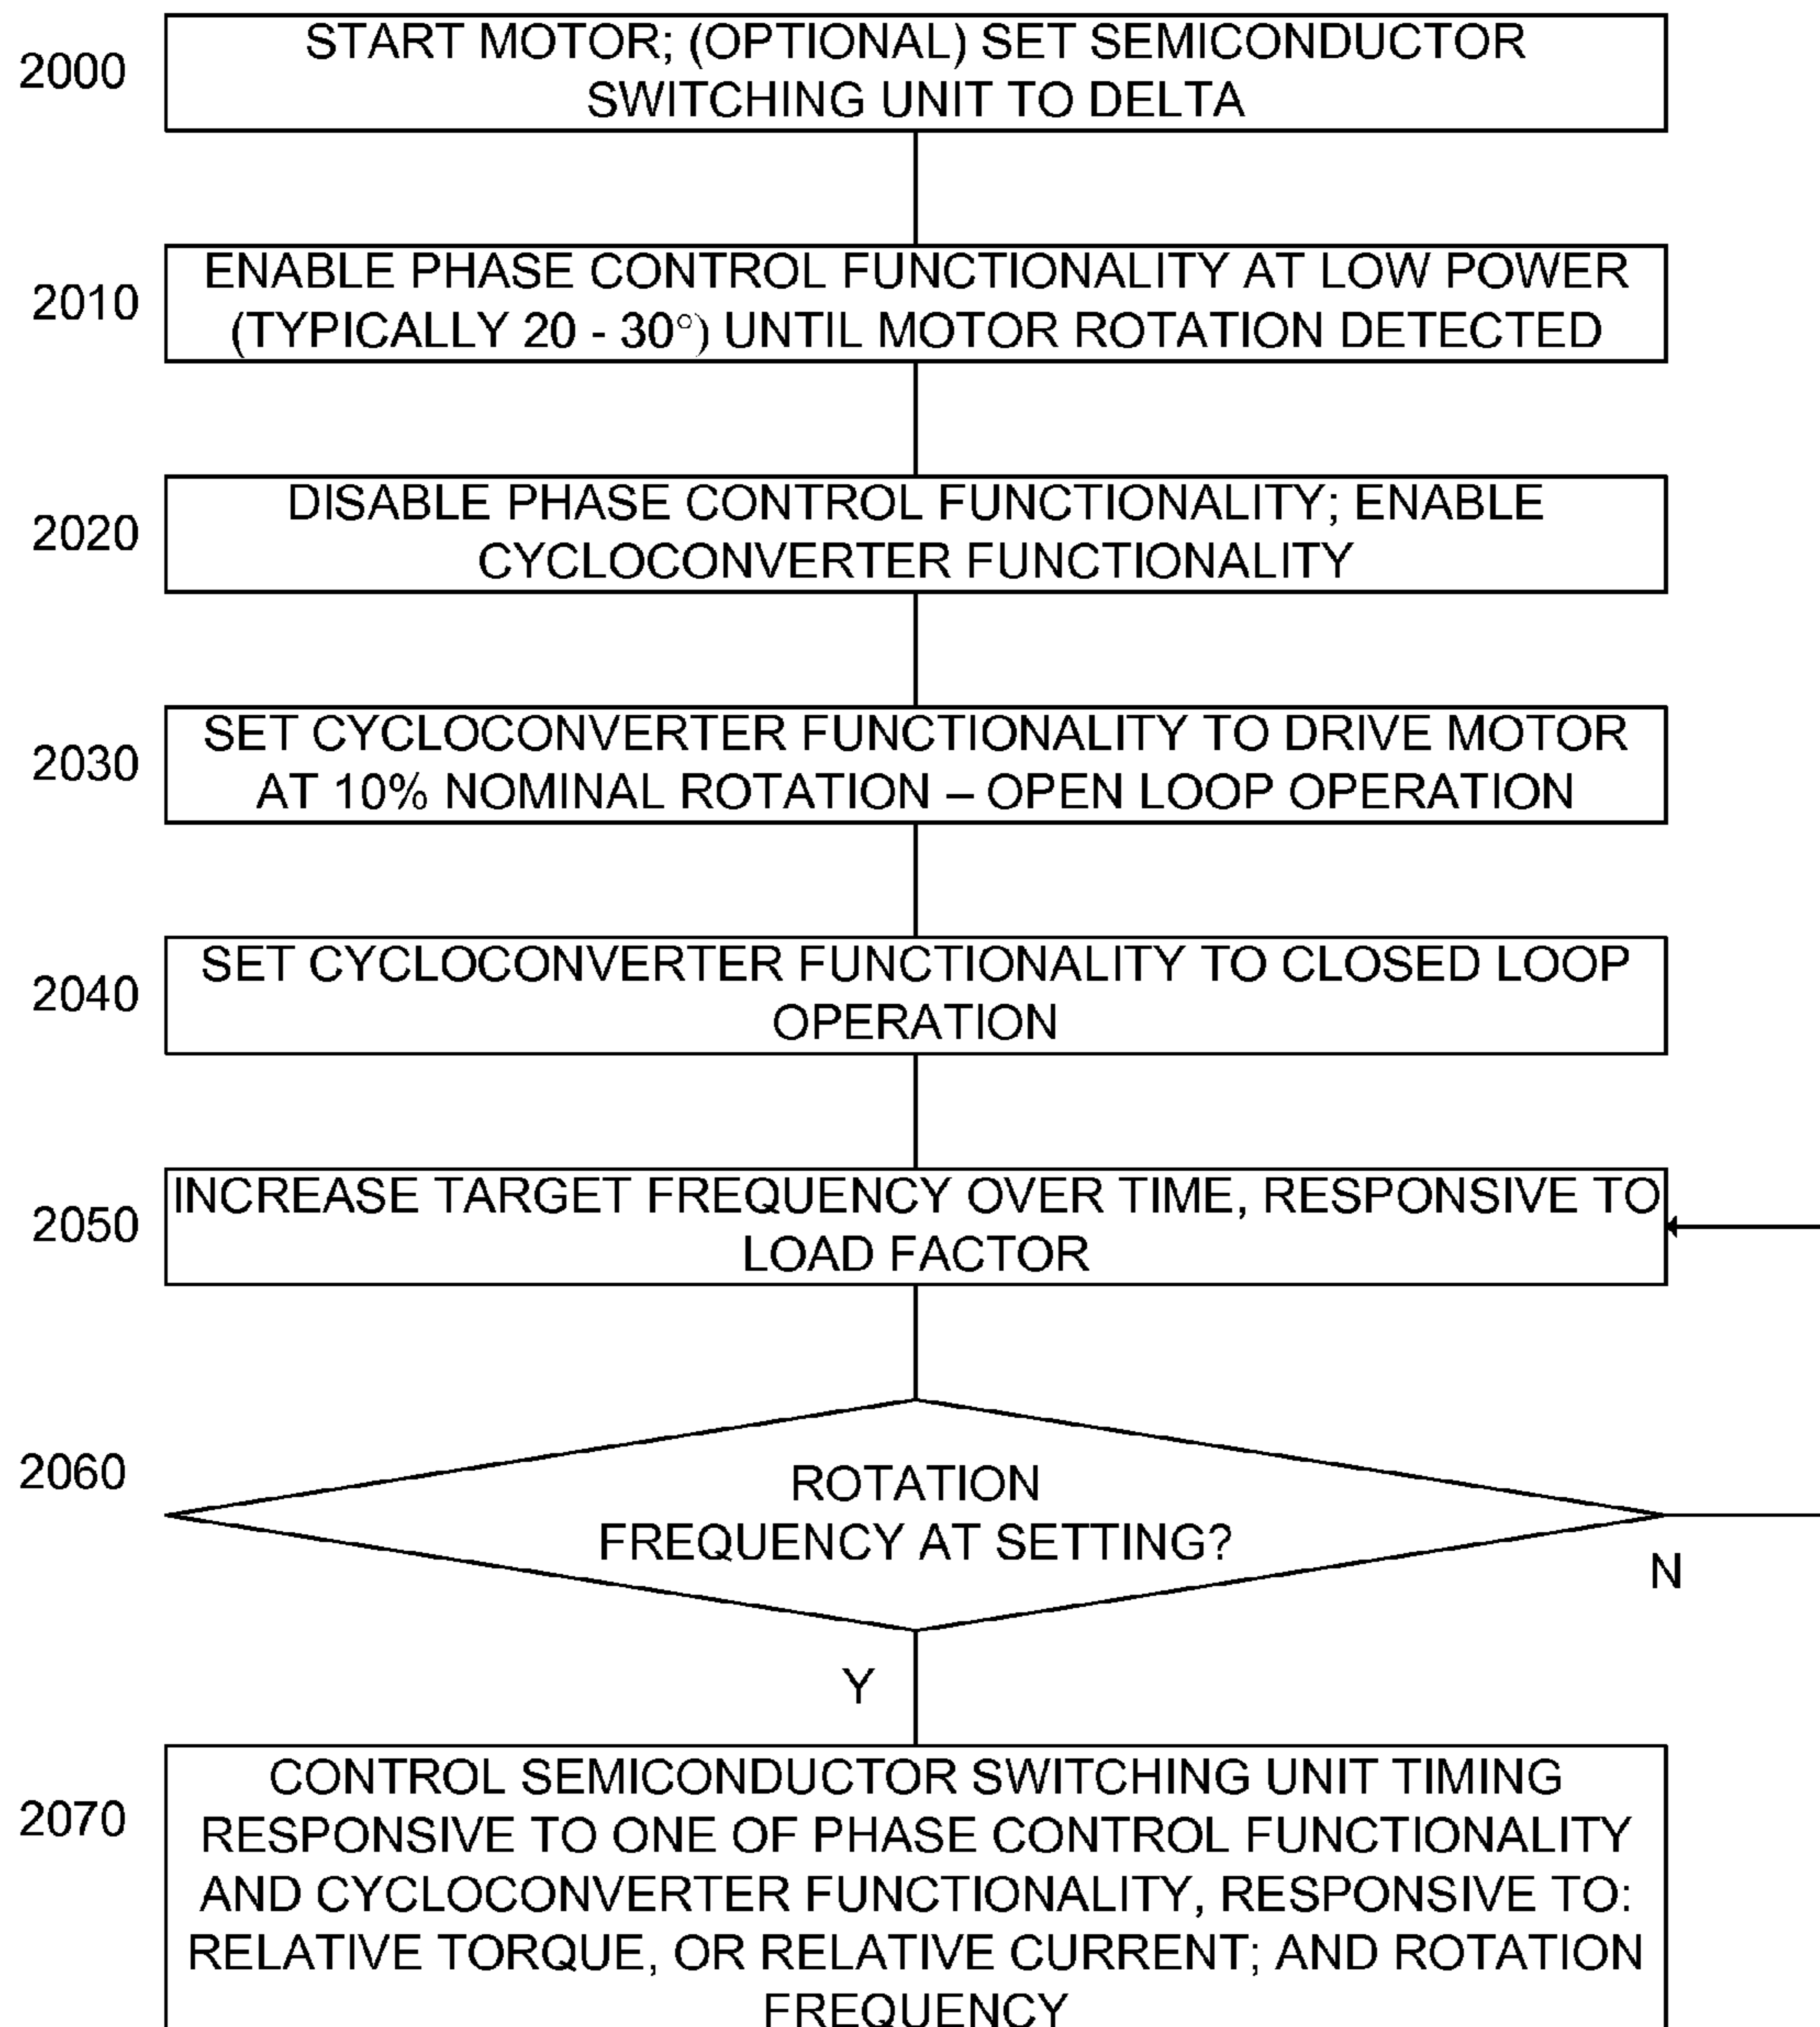 2000
START MOTOR; (OPTIONAL) SET SEMICONDUCTOR
SWITCHING UNIT TO DELTA
2010
ENABLE PHASE CONTROL FUNCTIONALITY AT LOW POWER
(TYPICALLY 20 - 30°) UNTIL MOTOR ROTATION DETECTED
2020
DISABLE PHASE CONTROL FUNCTIONALITY; ENABLE
CYCLOCONVERTER FUNCTIONALITY
2030
SET CYCLOCONVERTER FUNCTIONALITY TO DRIVE MOTOR
AT 10% NOMINAL ROTATION – OPEN LOOP OPERATION
2040
SET CYCLOCONVERTER FUNCTIONALITY TO CLOSED LOOP
OPERATION
2050
INCREASE TARGET FREQUENCY OVER TIME, RESPONSIVE TO
LOAD FACTOR
2060
ROTATION
FREQUENCY AT SETTING?
N
Y
2070
CONTROL SEMICONDUCTOR SWITCHING UNIT TIMING
RESPONSIVE TO ONE OF PHASE CONTROL FUNCTIONALITY
AND CYCLOCONVERTER FUNCTIONALITY, RESPONSIVE TO:
RELATIVE TORQUE, OR RELATIVE CURRENT; AND ROTATION
FREQUENCY